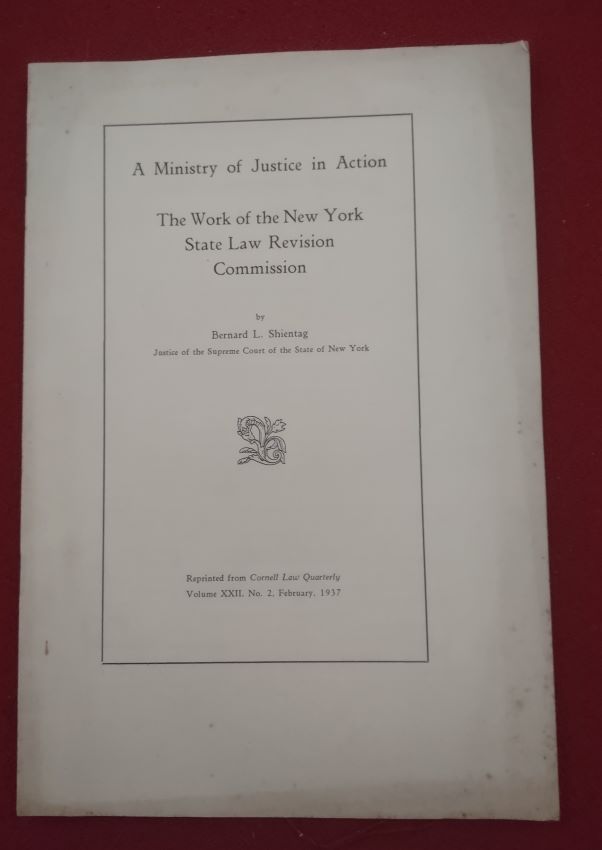 A Ministry of Justice in Action
The Work of the New York
State Law Revision
Commission
by
Bernard L. Shientag
Justice of the Supreme Court of the State of New York
Reprinted from Cornell Law Quarterly
Volume XXII, No. 2, February, 1937